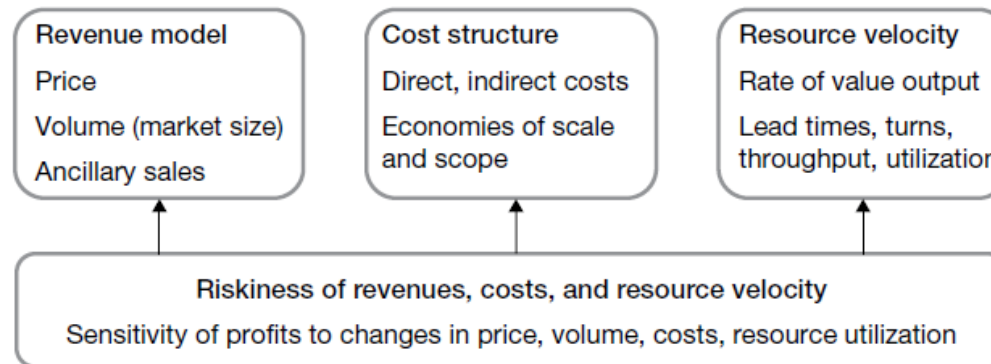 Revenue model
Price
Volume (market size)
Ancillary sales
Cost structure
Direct, indirect costs
Economies of scale
and scope
Resource velocity
Rate of value output
Lead times, turns,
throughput, utilization
Riskiness of revenues, costs, and resource velocity
Sensitivity of profits to changes in price, volume, costs, resource utilization